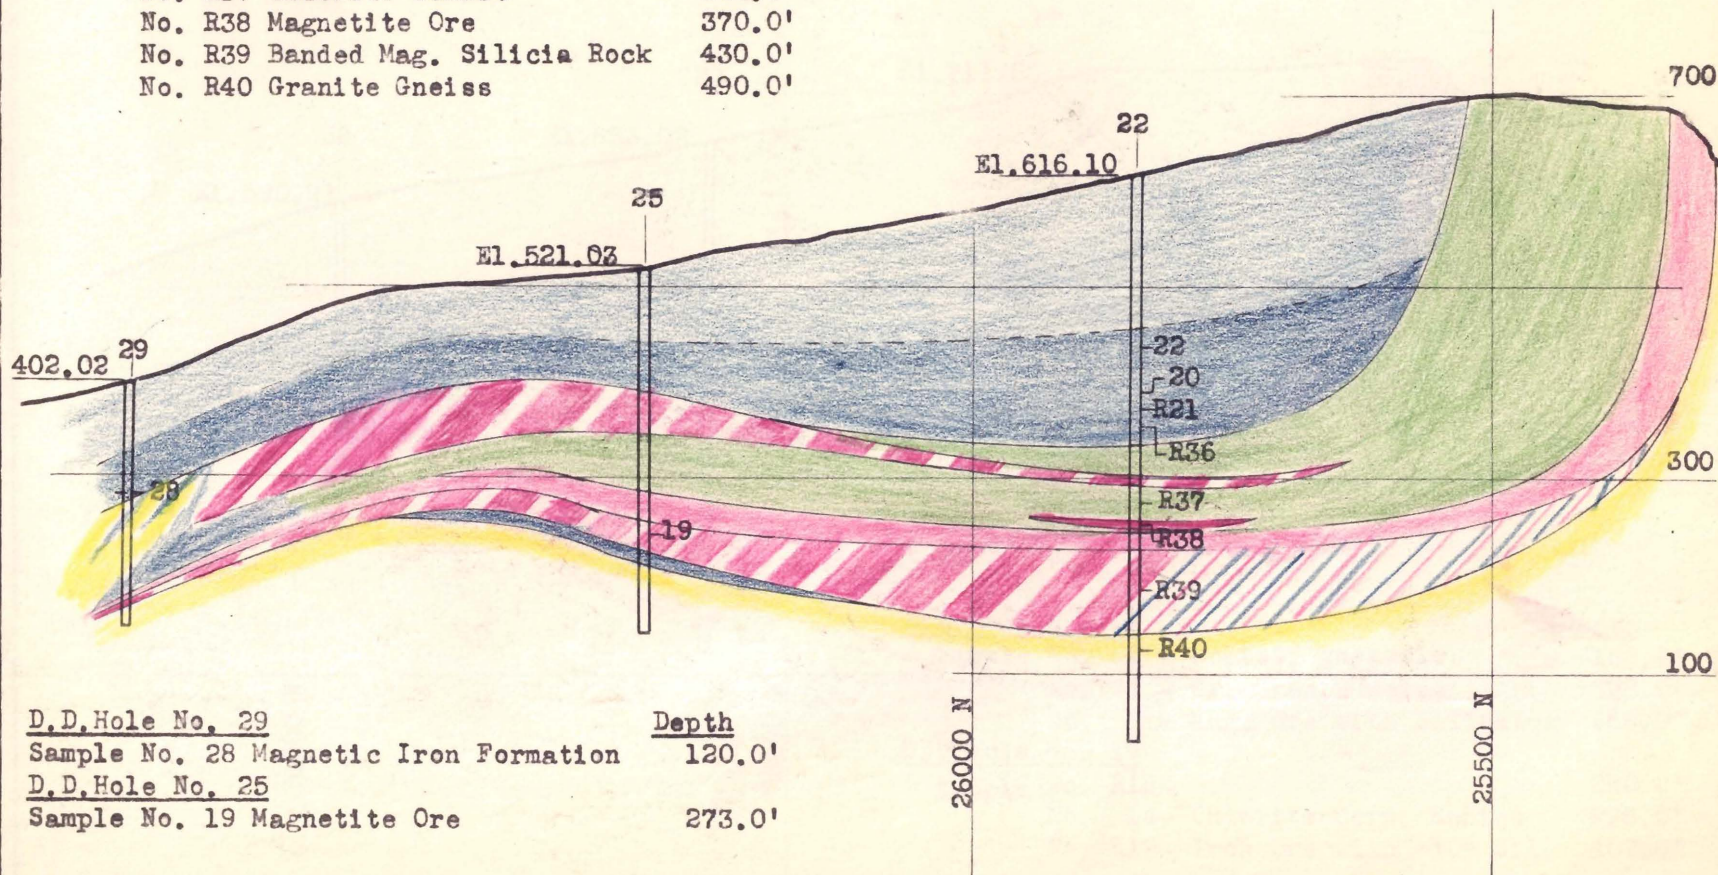 No. R38 Magnetite Ore 370.0'
No. R39 Banded Mag. Silicia Rock 430.0'
No. R40 Granite Gneiss 490.0'
700
22
El.616.10
25
El.521.03
29
402.02
22
20
R21
R36
300
28
R37
19
R38
R39
R40
100
26000 N
25500 N
D.D.Hole No. 29 Depth
Sample No. 28 Magnetic Iron Formation 120.0'
D.D.Hole No. 25
Sample No. 19 Magnetite Ore 273.0'